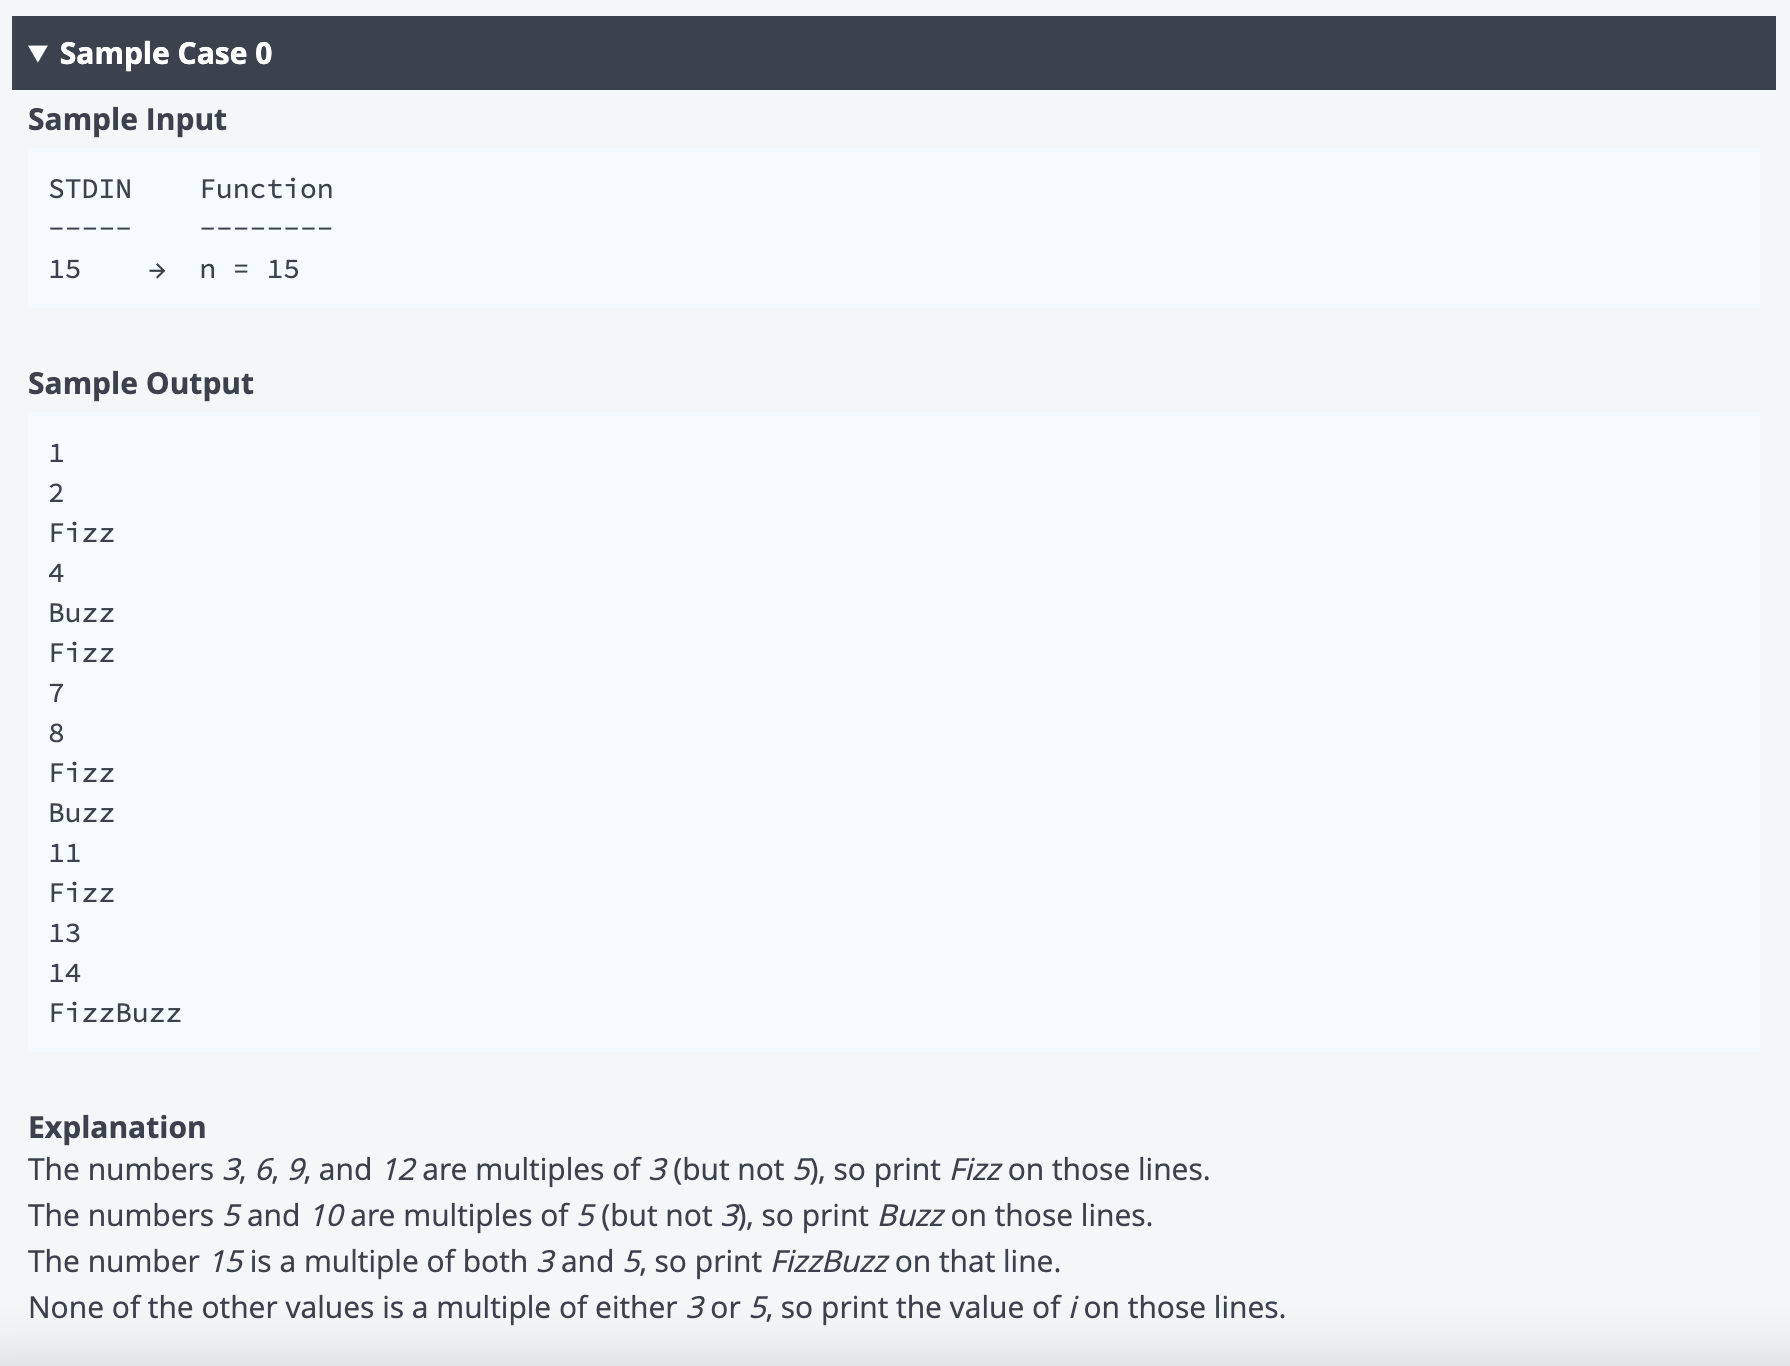 ▼ Sample Case 0
Sample Input
STDIN    Function
-----    --------
15    →  n = 15
Sample Output
1
2
Fizz
4
Buzz
Fizz
7
8
Fizz
Buzz
11
Fizz
13
14
FizzBuzz
Explanation
The numbers 3, 6, 9, and 12 are multiples of 3 (but not 5), so print Fizz on those lines.
The numbers 5 and 10 are multiples of 5 (but not 3), so print Buzz on those lines.
The number 15 is a multiple of both 3 and 5, so print FizzBuzz on that line.
None of the other values is a multiple of either 3 or 5, so print the value of i on those lines.